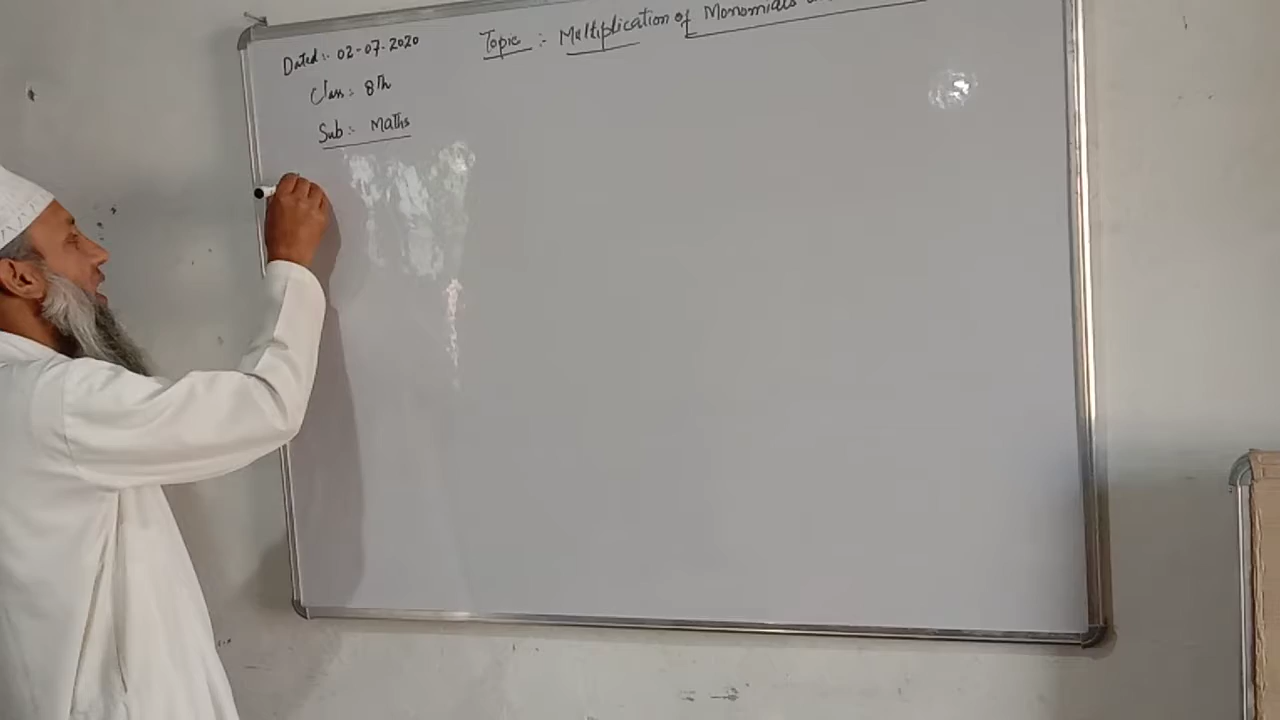 Dated:- 02-07-2020
Topic :- Multiplication of Monomials
Class:- 8th
Sub:- Maths